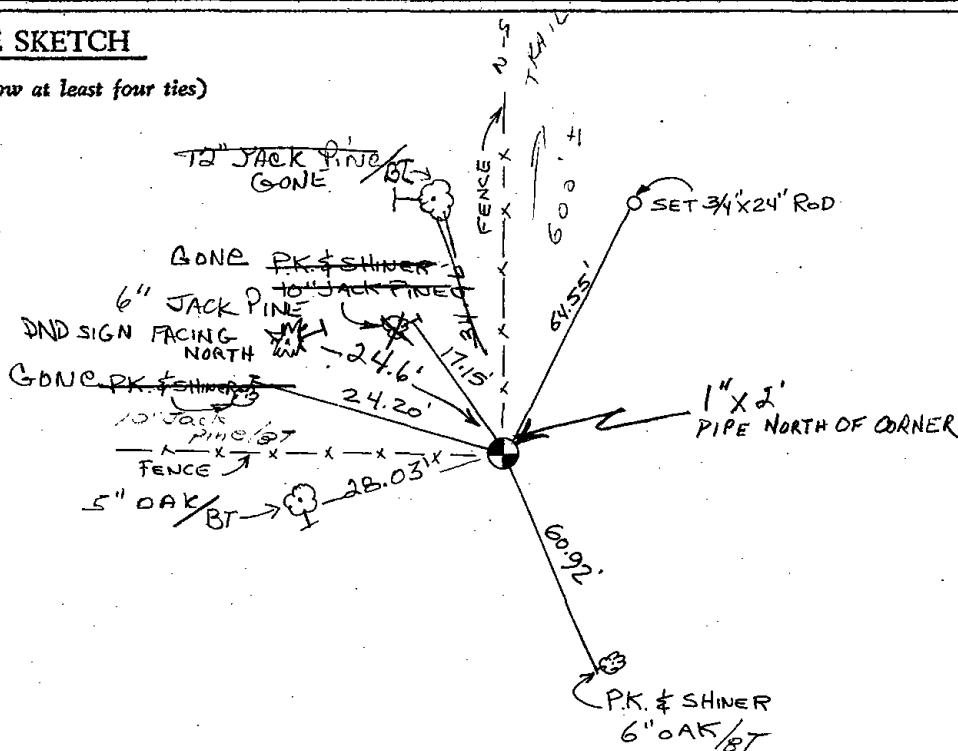 E SKETCH
ow at least four ties)
N-S
TRAIL
FENCE
600'±
12" JACK PINE/BT
GONE
SET 3/4"X24" ROD
GONE P.K. & SHINER
10" JACK PINE
6" JACK PINE
DND SIGN FACING
NORTH
24.6'
17.15'
64.55'
GONE P.K. & SHINER
24.20'
10" Jack
Pine/BT
FENCE
1" X 2'
PIPE NORTH OF CORNER
5" OAK/BT
28.03'
60.92'
P.K. & SHINER
6" OAK/BT